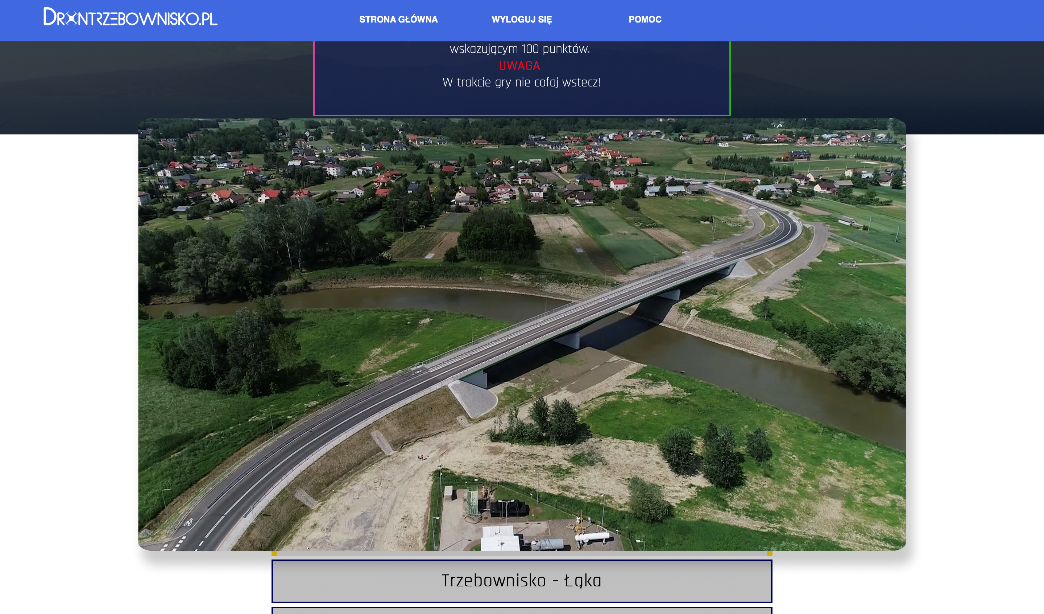 DRONTRZEBOWNISKO.PL
STRONA GŁÓWNA
WYLOGUJ SIĘ
POMOC
wskazującym 100 punktów.
UWAGA
W trakcie gry nie cofaj wstecz!
Trzebownisko - Łąka